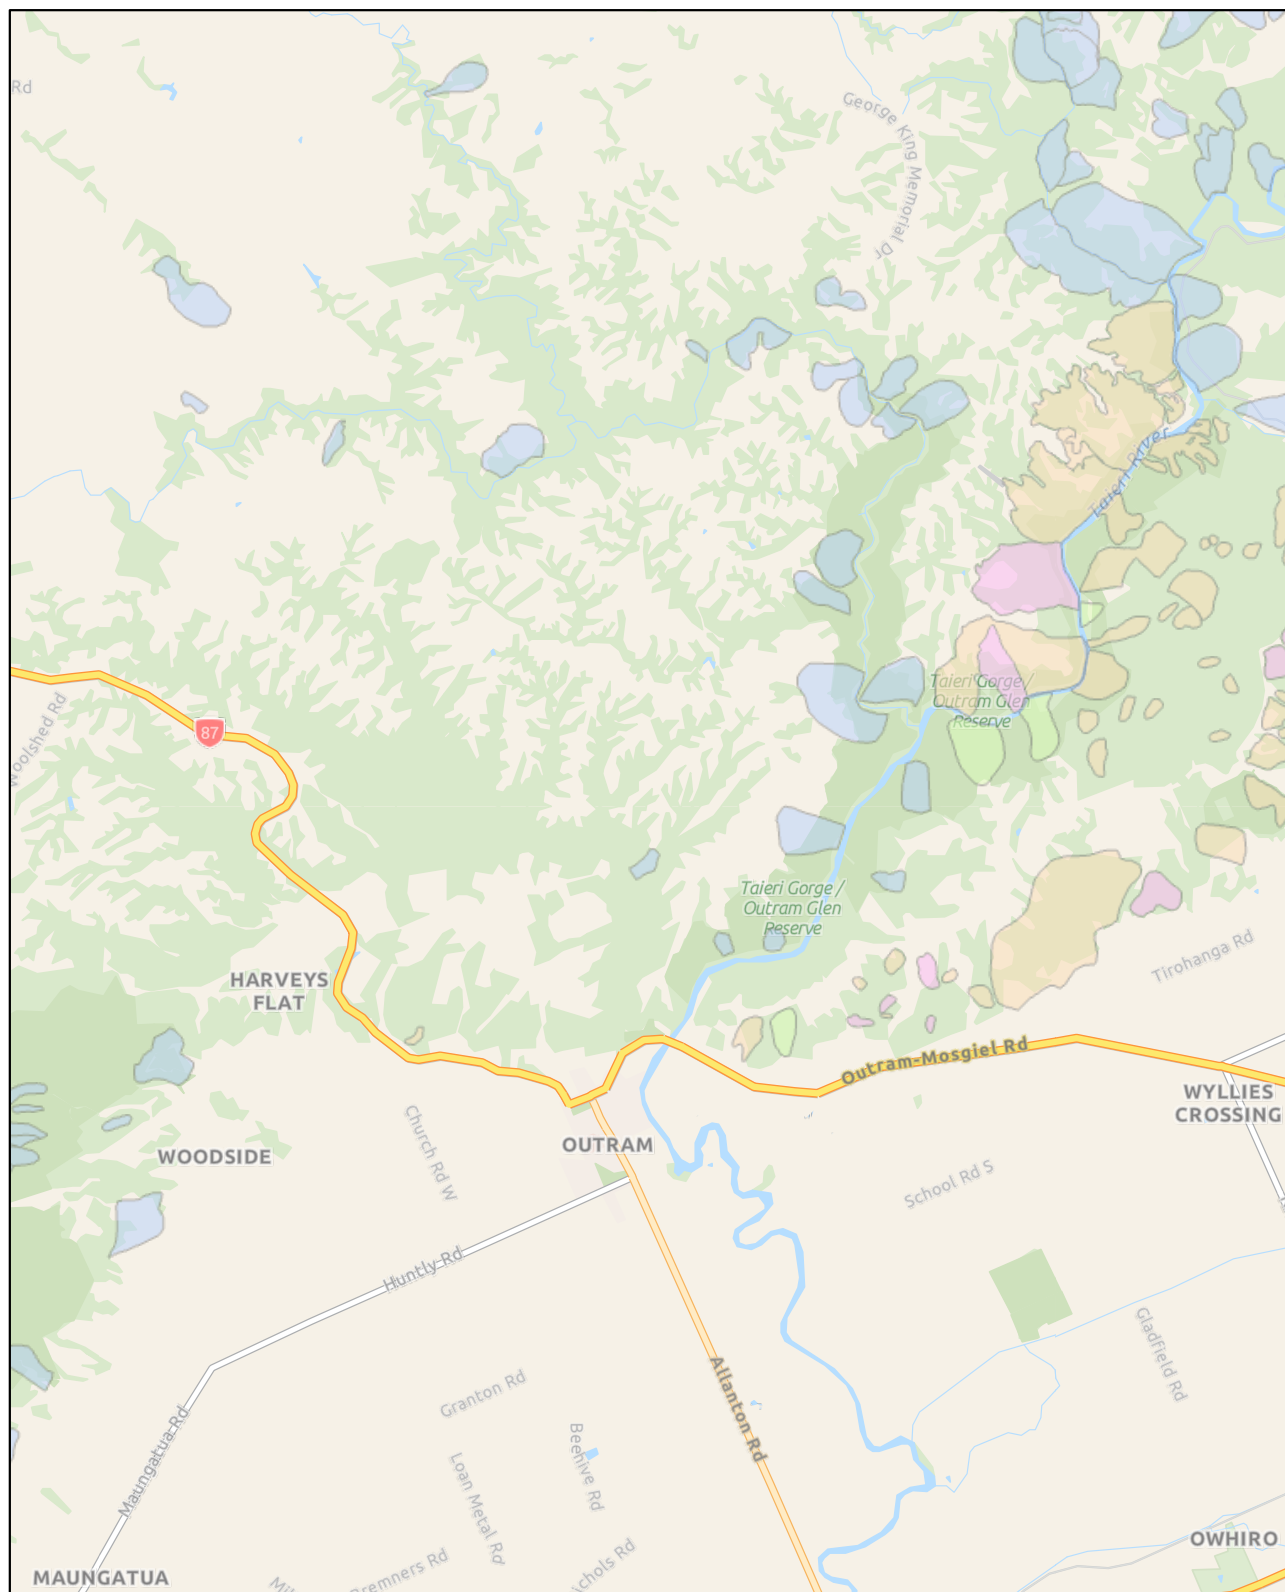 Rd
George King Memorial Dr
Taieri River
Woolshed Rd
87
Taieri Gorge /
Outram Glen
Reserve
Taieri Gorge /
Outram Glen
Reserve
Tirohanga Rd
HARVEYS
FLAT
Outram-Mosgiel Rd
WYLLIES
CROSSING
OUTRAM
Church Rd W
WOODSIDE
School Rd S
Huntly Rd
Gladfield Rd
Granton Rd
Allanton Rd
Maungatua Rd
Beehive Rd
Loan Metal Rd
OWHIRO
Bremners Rd
MAUNGATUA